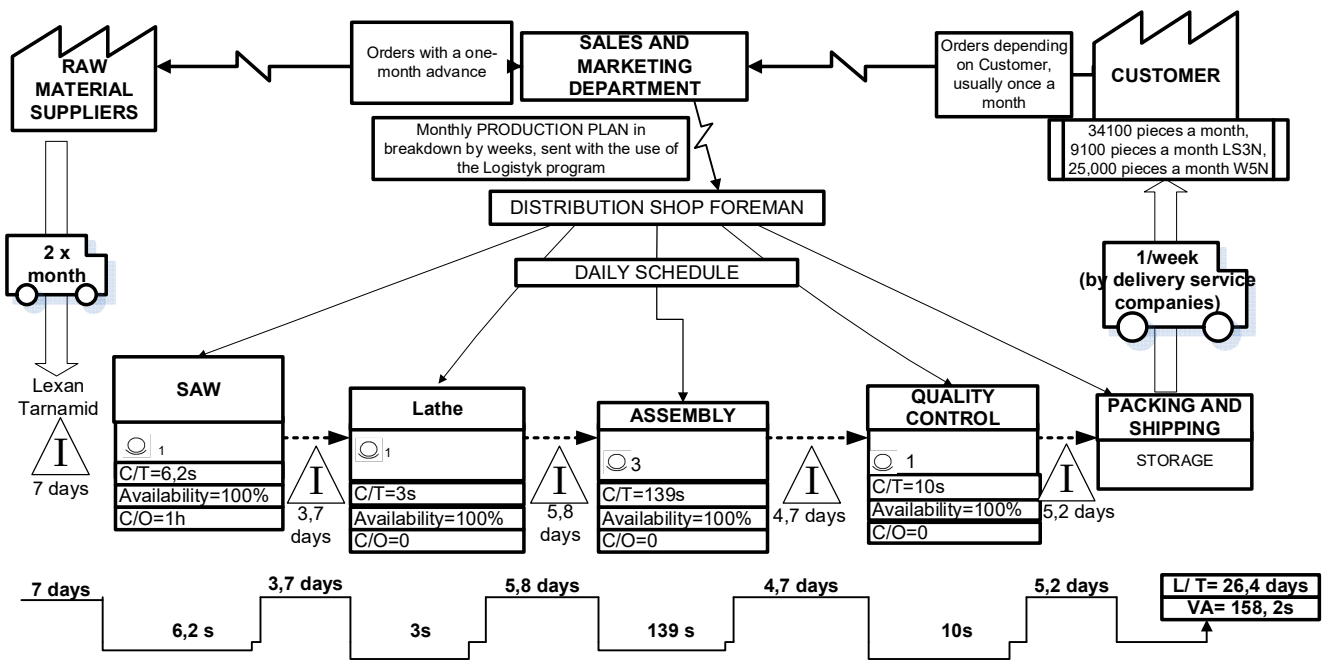 RAW
MATERIAL
SUPPLIERS
Orders with a one-
month advance
SALES AND
MARKETING
DEPARTMENT
Orders depending
on Customer,
usually once a
month
CUSTOMER
34100 pieces a month,
9100 pieces a month LS3N,
25,000 pieces a month W5N
Monthly PRODUCTION PLAN in
breakdown by weeks, sent with the use of
the Logistyk program
DISTRIBUTION SHOP FOREMAN
DAILY SCHEDULE
2 x
month
1/week
(by delivery service
companies)
Lexan
Tarnamid
I
7 days
SAW
1
C/T=6,2s
Availability=100%
C/O=1h
I
3,7
days
Lathe
1
C/T=3s
Availability=100%
C/O=0
I
5,8
days
ASSEMBLY
3
C/T=139s
Availability=100%
C/O=0
I
4,7 days
QUALITY
CONTROL
1
C/T=10s
Availability=100%
C/O=0
I
5,2 days
PACKING AND
SHIPPING
STORAGE
7 days
3,7 days
5,8 days
4,7 days
5,2 days
6,2 s
3s
139 s
10s
L/ T= 26,4 days
VA= 158, 2s